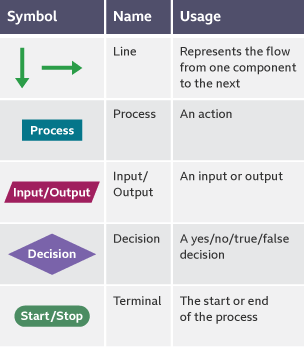 Symbol Name Usage
Line Represents the flow
from one component
to the next
Process Process An action
Input/Output Input/ An input or output
Output
Decision Decision A yes/no/true/false
decision
Start/Stop Terminal The start or end
of the process